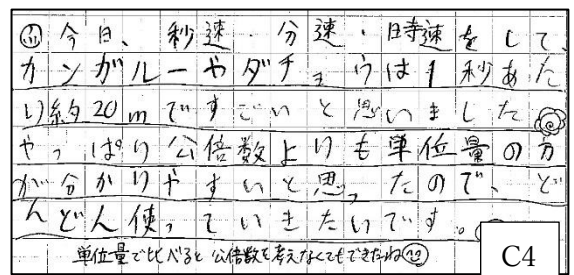 ㋫今日、秒速・分速・時速をして、
カンガルーやダチョウは1秒あた
り約20mですごいと思いました。
やっぱり公倍数よりも単位量の方
が分かりやすいと思ったので、ど
んどん使っていきたいです。
単位量で比べると公倍数を考えなくてもできたね
C4